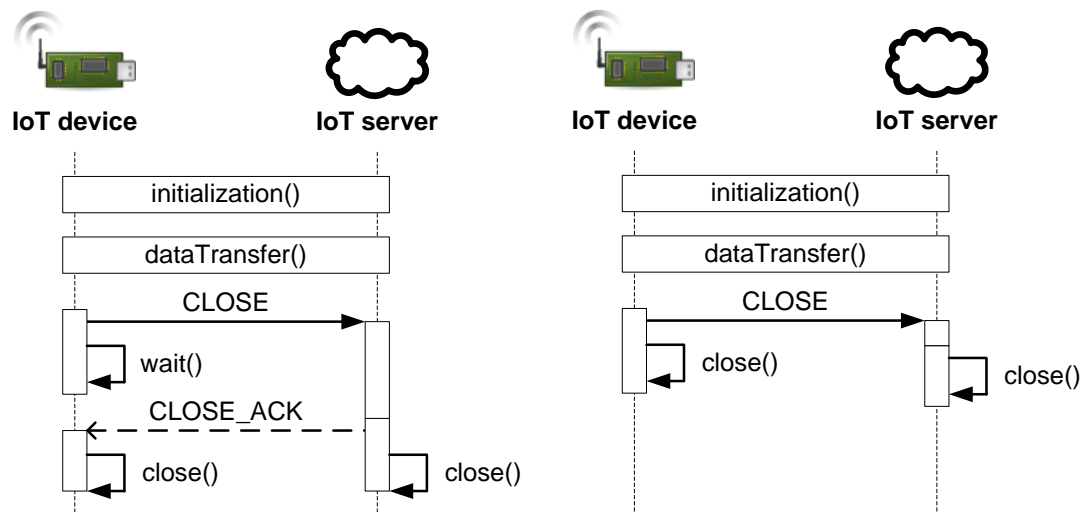 IoT device
IoT server
initialization()
dataTransfer()
CLOSE
wait()
CLOSE_ACK
close()
close()
IoT device
IoT server
initialization()
dataTransfer()
CLOSE
close()
close()